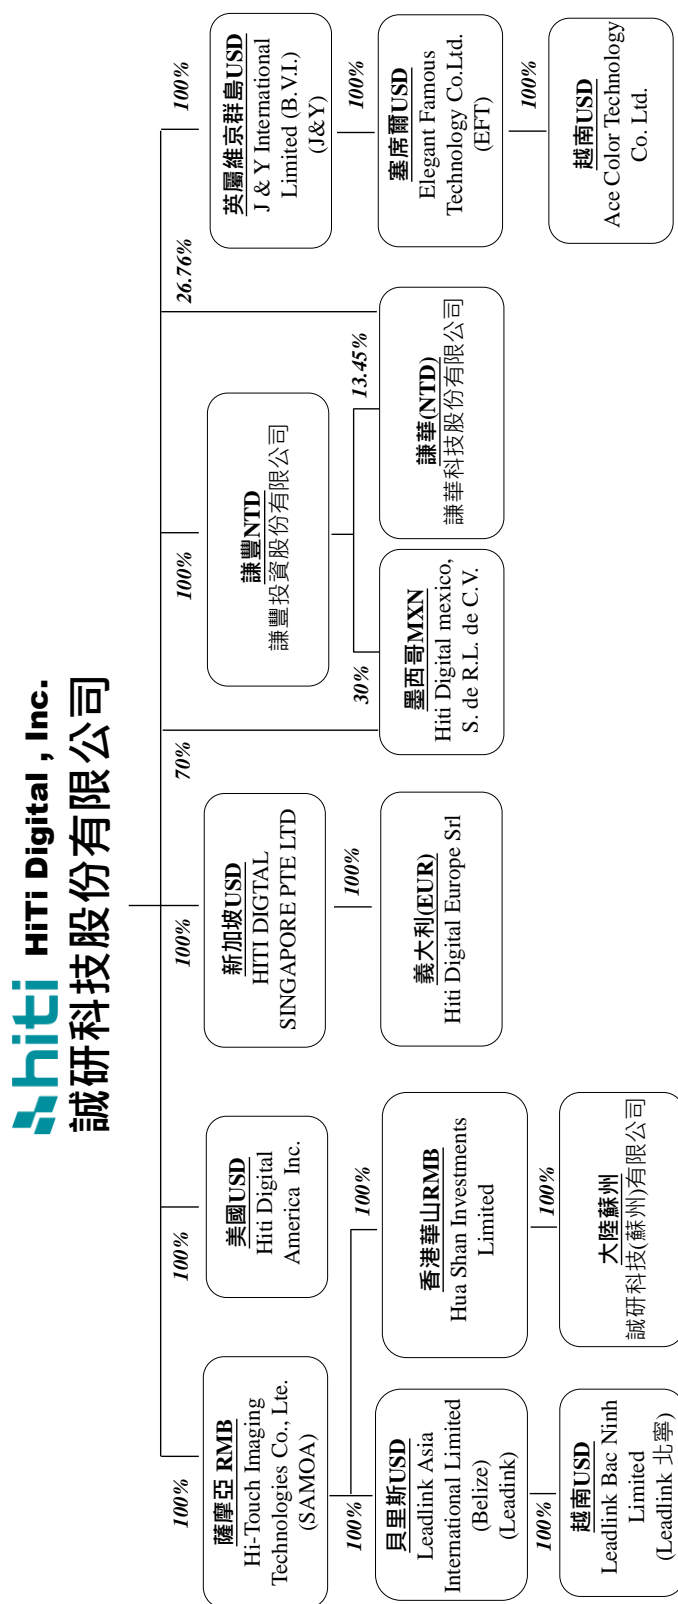 hiti HiTi Digital , Inc.
誠研科技股份有限公司
100%
100%
100%
70%
100%
26.76%
100%
薩摩亞 RMB
Hi-Touch Imaging
Technologies Co., Lte.
(SAMOA)
美國USD
Hiti Digital
America Inc.
新加坡USD
HITI DIGTAL
SINGAPORE PTE LTD
謙豐NTD
謙豐投資股份有限公司
英屬維京群島USD
J & Y International
Limited (B.V.I.)
(J&Y)
100%
100%
100%
30%
13.45%
100%
貝里斯USD
Leadlink Asia
International Limited
(Belize)
(Leadink)
香港華山RMB
Hua Shan Investments
Limited
義大利(EUR)
Hiti Digital Europe Srl
墨西哥MXN
Hiti Digital mexico,
S. de R.L. de C.V.
謙華(NTD)
謙華科技股份有限公司
塞席爾USD
Elegant Famous
Technology Co.Ltd.
(EFT)
100%
100%
100%
越南USD
Leadlink Bac Ninh
Limited
(Leadlink 北寧)
大陸蘇州
誠研科技(蘇州)有限公司
越南USD
Ace Color Technology
Co. Ltd.